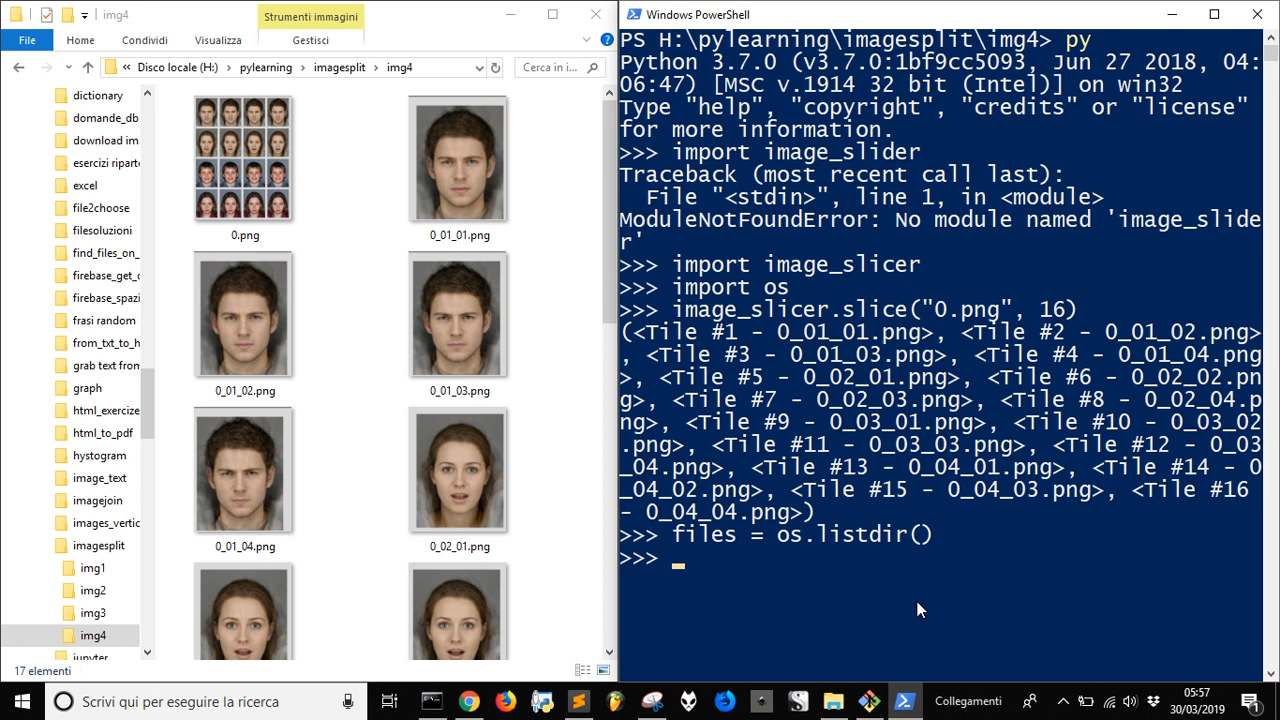 img4
Strumenti immagini
File
Home
Condividi
Visualizza
Gestisci
« Disco locale (H:) > pylearning > imagesplit > img4
Cerca in i...
dictionary
domande_db
download im
esercizi riparte
excel
file2choose
filesoluzioni
find_files_on_
firebase_get_c
firebase_spazi
frasi random
from_txt_to_h
grab text from
graph
html_exercize
html_to_pdf
hystogram
image_text
imagejoin
images_vertic
imagesplit
img1
img2
img3
img4
jupyter
0.png
0_01_01.png
0_01_02.png
0_01_03.png
0_01_04.png
0_02_01.png
17 elementi
Windows PowerShell
PS H:\pylearning\imagesplit\img4> py
Python 3.7.0 (v3.7.0:1bf9cc5093, Jun 27 2018, 04:
06:47) [MSC v.1914 32 bit (Intel)] on win32
Type "help", "copyright", "credits" or "license"
for more information.
>>> import image_slider
Traceback (most recent call last):
  File "<stdin>", line 1, in <module>
ModuleNotFoundError: No module named 'image_slide
r'
>>> import image_slicer
>>> import os
>>> image_slicer.slice("0.png", 16)
(<Tile #1 - 0_01_01.png>, <Tile #2 - 0_01_02.png>
, <Tile #3 - 0_01_03.png>, <Tile #4 - 0_01_04.png
>, <Tile #5 - 0_02_01.png>, <Tile #6 - 0_02_02.pn
g>, <Tile #7 - 0_02_03.png>, <Tile #8 - 0_02_04.p
ng>, <Tile #9 - 0_03_01.png>, <Tile #10 - 0_03_02
.png>, <Tile #11 - 0_03_03.png>, <Tile #12 - 0_03
_04.png>, <Tile #13 - 0_04_01.png>, <Tile #14 - 0
_04_02.png>, <Tile #15 - 0_04_03.png>, <Tile #16
- 0_04_04.png>)
>>> files = os.listdir()
>>>
Scrivi qui per eseguire la ricerca
Collegamenti
05:57
30/03/2019
1